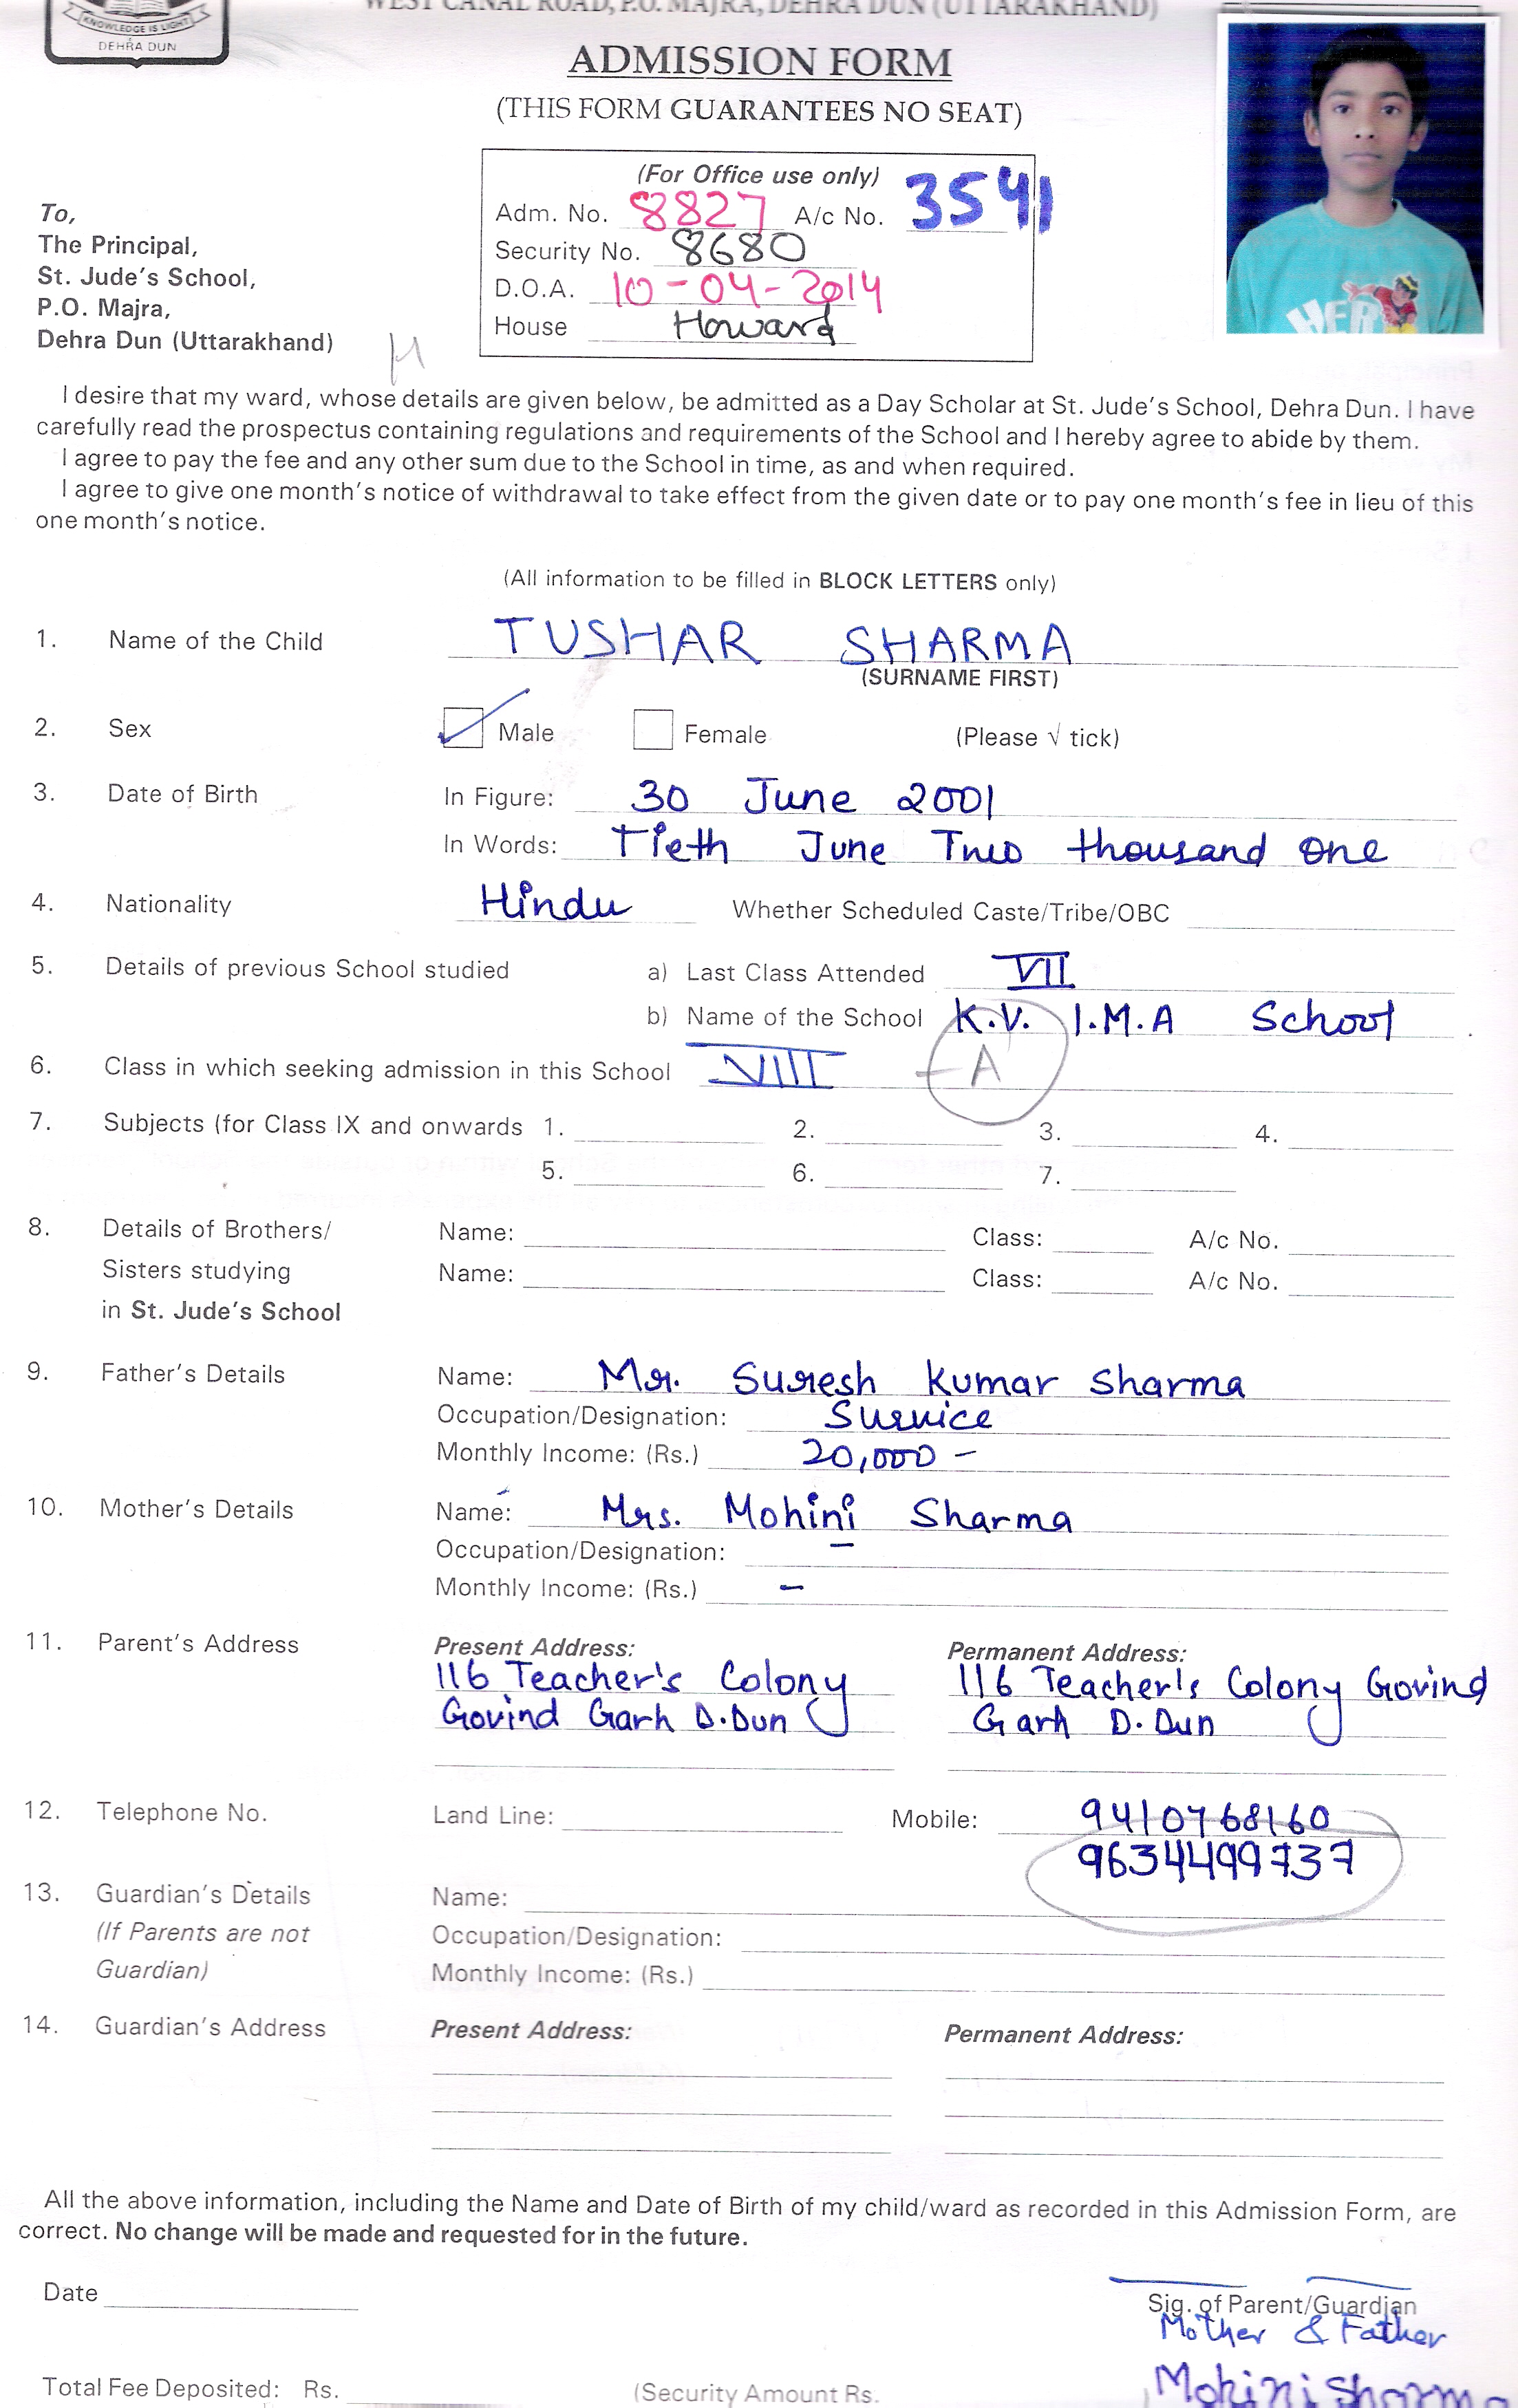 KNOWLEDGE IS LIGHT
DEHRA DUN
WEST CANAL ROAD, P.O. MAJRA, DEHRA DUN (UTTARAKHAND)
ADMISSION FORM
(THIS FORM GUARANTEES NO SEAT)
(For Office use only)
Adm. No. 8827 A/c No. 3541
Security No. 8680
D.O.A. 10-04-2014
House Howard
To,
The Principal,
St. Jude's School,
P.O. Majra,
Dehra Dun (Uttarakhand)
HER
I desire that my ward, whose details are given below, be admitted as a Day Scholar at St. Jude's School, Dehra Dun. I have
carefully read the prospectus containing regulations and requirements of the School and I hereby agree to abide by them.
I agree to pay the fee and any other sum due to the School in time, as and when required.
I agree to give one month's notice of withdrawal to take effect from the given date or to pay one month's fee in lieu of this
one month's notice.
(All information to be filled in BLOCK LETTERS only)
1. Name of the Child TUSHAR SHARMA
(SURNAME FIRST)
2. Sex Male Female (Please √ tick)
3. Date of Birth In Figure: 30 June 2001
In Words: Tieth June Two thousand one
4. Nationality Hindu Whether Scheduled Caste/Tribe/OBC
5. Details of previous School studied a) Last Class Attended VII
b) Name of the School K.V. I.M.A School
6. Class in which seeking admission in this School VIII A
7. Subjects (for Class IX and onwards 1. 2. 3. 4.
5. 6. 7.
8. Details of Brothers/ Name: Class: A/c No.
Sisters studying Name: Class: A/c No.
in St. Jude's School
9. Father's Details Name: Mr. Suresh Kumar Sharma
Occupation/Designation: Survice
Monthly Income: (Rs.) 20,000 -
10. Mother's Details Name: Mrs. Mohini Sharma
Occupation/Designation: -
Monthly Income: (Rs.) -
11. Parent's Address Present Address: Permanent Address:
116 Teacher's Colony 116 Teacher's Colony Govind
Govind Garh D.Dun Garh D.Dun
12. Telephone No. Land Line: Mobile: 9410768160
9634499737
13. Guardian's Details Name:
(If Parents are not Occupation/Designation:
Guardian) Monthly Income: (Rs.)
14. Guardian's Address Present Address: Permanent Address:
All the above information, including the Name and Date of Birth of my child/ward as recorded in this Admission Form, are
correct. No change will be made and requested for in the future.
Date Sig. of Parent/Guardian
Mother & Father
Total Fee Deposited: Rs. (Security Amount Rs. Mohini Sharma